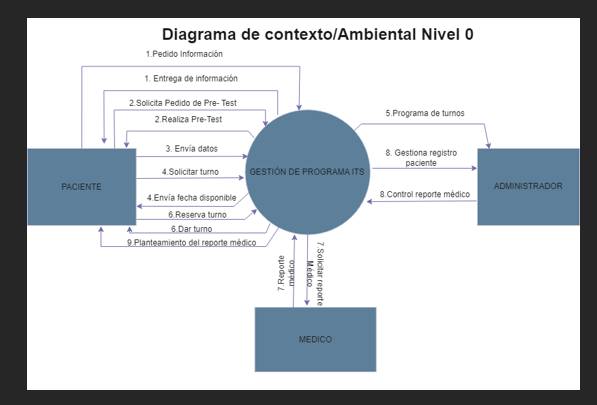 Diagrama de contexto/Ambiental Nivel 0
1.Pedido Información
1. Entrega de información
2.Solicita Pedido de Pre- Test
2.Realiza Pre-Test
3. Envía datos
4.Solicitar turno
4.Envía fecha disponible
6.Reserva turno
6.Dar turno
9.Planteamiento del reporte médico
PACIENTE
GESTIÓN DE PROGRAMA ITS
5.Programa de turnos
8. Gestiona registro
paciente
8.Control reporte médico
ADMINISTRADOR
7.Reporte
médico
7.Solicitar reporte
Médico
MEDICO